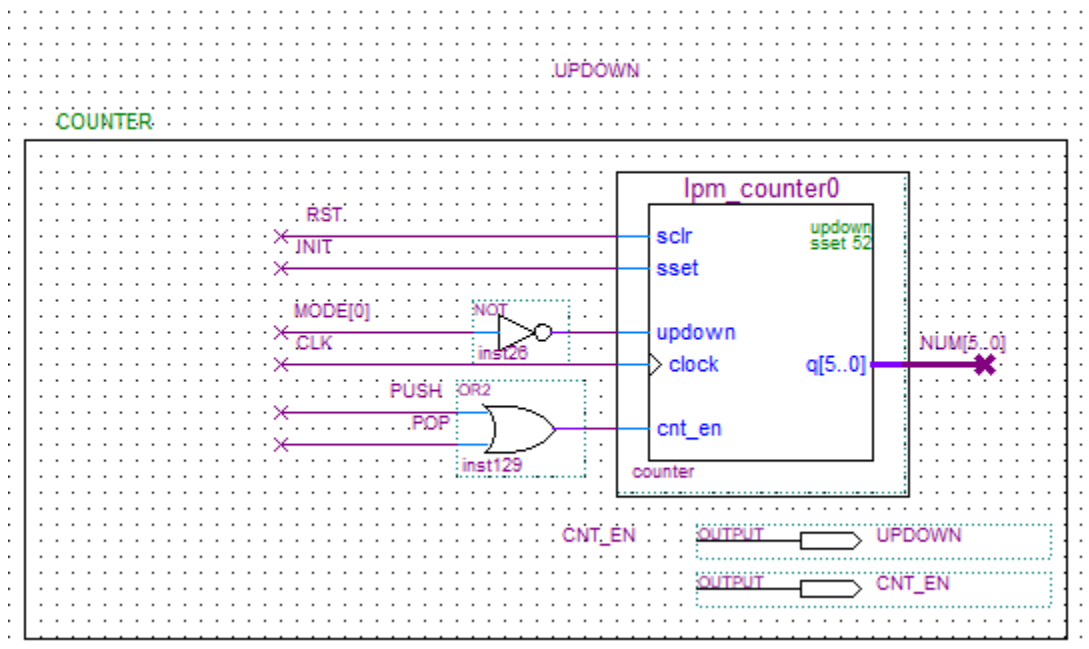 UPDOWN
COUNTER
lpm_counter0
RST
sclr
updown
sset 52
INIT
sset
MODE[0]
NOT
updown
inst26
CLK
clock
q[5..0]
NUM[5..0]
PUSH
OR2
POP
cnt_en
inst129
counter
CNT_EN
OUTPUT
UPDOWN
OUTPUT
CNT_EN